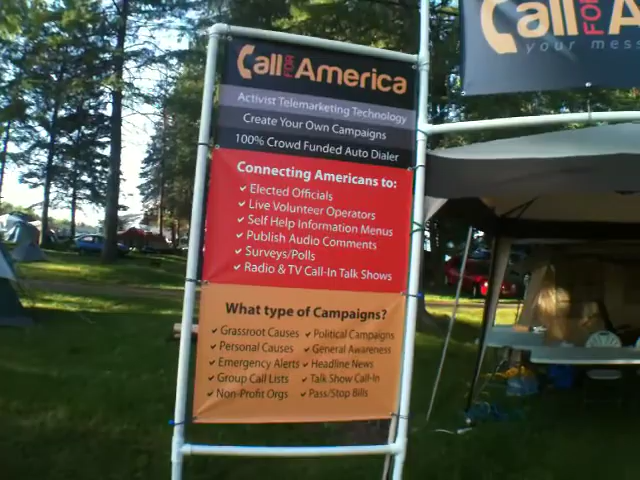 Call FOR America
Activist Telemarketing Technology
Create Your Own Campaigns
100% Crowd Funded Auto Dialer
Connecting Americans to:
✓ Elected Officials
✓ Live Volunteer Operators
✓ Self Help Information Menus
✓ Publish Audio Comments
✓ Surveys/Polls
✓ Radio & TV Call-In Talk Shows
What type of Campaigns?
✓ Grassroot Causes ✓ Political Campaigns
✓ Personal Causes ✓ General Awareness
✓ Emergency Alerts ✓ Headline News
✓ Group Call Lists ✓ Talk Show Call-In
✓ Non-Profit Orgs ✓ Pass/Stop Bills
Call FOR A
your mes